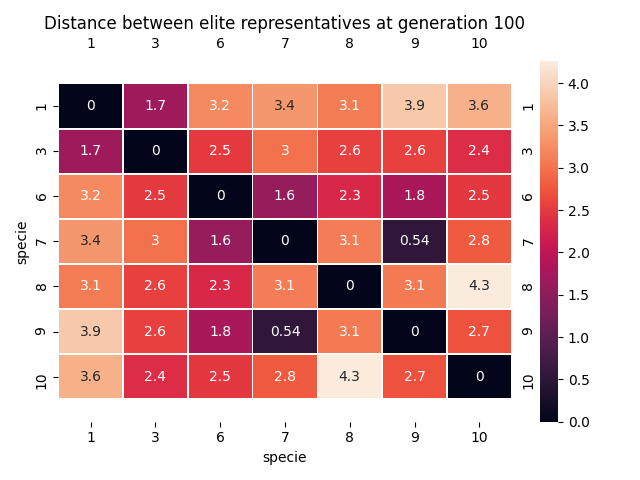 Distance between elite representatives at generation 100
1 3 6 7 8 9 10
1 0 1.7 3.2 3.4 3.1 3.9 3.6 1 4.0
3 1.7 0 2.5 3 2.6 2.6 2.4 3 3.5
6 3.2 2.5 0 1.6 2.3 1.8 2.5 6 3.0
specie 7 3.4 3 1.6 0 3.1 0.54 2.8 7 2.5
2.0
8 3.1 2.6 2.3 3.1 0 3.1 4.3 8 1.5
9 3.9 2.6 1.8 0.54 3.1 0 2.7 9 1.0
10 3.6 2.4 2.5 2.8 4.3 2.7 0 10 0.5
0.0
1 3 6 7 8 9 10
specie